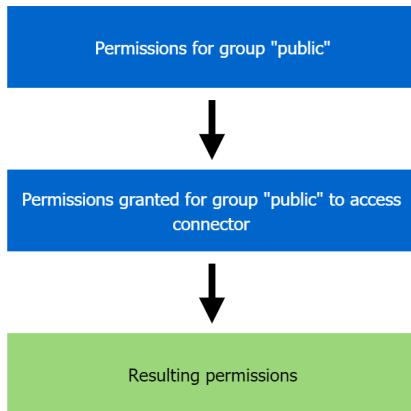 Permissions for group "public"
Permissions granted for group "public" to access
connector
Resulting permissions